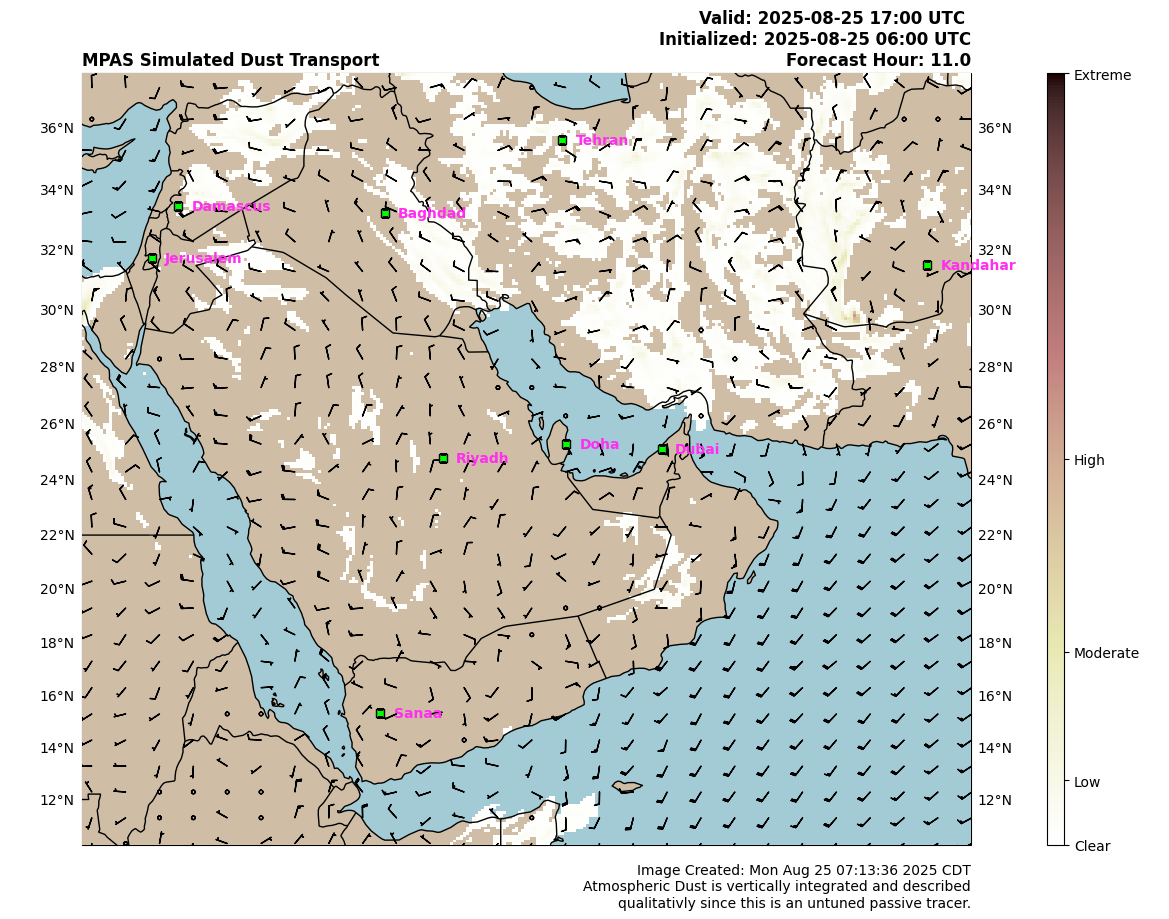 Valid: 2025-08-25 17:00 UTC
Initialized: 2025-08-25 06:00 UTC
MPAS Simulated Dust Transport Forecast Hour: 11.0
Extreme
36°N Tehran 36°N
34°N 34°N
Damascus
Baghdad
32°N 32°N
Jerusalem Kandahar
30°N 30°N
28°N 28°N
26°N 26°N
Doha
Dubai
Riyadh High
24°N 24°N
22°N 22°N
20°N 20°N
18°N 18°N
Moderate
16°N 16°N
Sanaa
14°N 14°N
Low
12°N 12°N
Clear
Image Created: Mon Aug 25 07:13:36 2025 CDT
Atmospheric Dust is vertically integrated and described
qualitativly since this is an untuned passive tracer.